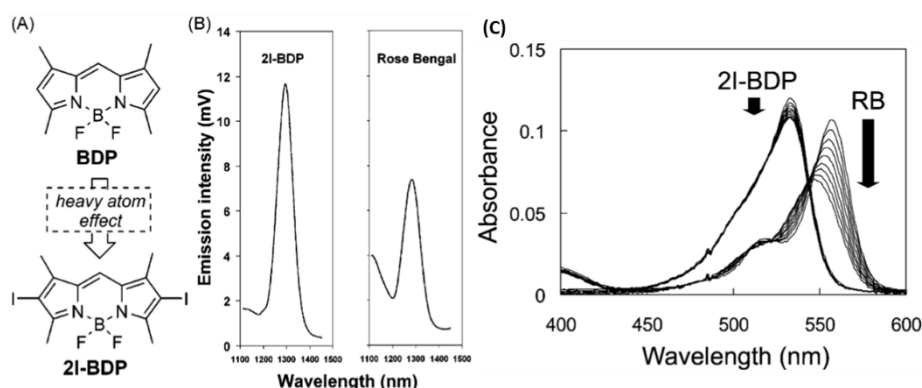 (A)
N
N
B
F
F
BDP
heavy atom
effect
I
I
N
N
B
F
F
2I-BDP
(B)
Emission intensity (mV)
14
12
10
8
6
4
2
0
2I-BDP
Rose Bengal
1100 1200 1300 1400 1500
1100 1200 1300 1400 1500
Wavelength (nm)
(C)
Absorbance
0.15
0.1
0.05
0
2I-BDP
RB
400 450 500 550 600
Wavelength (nm)